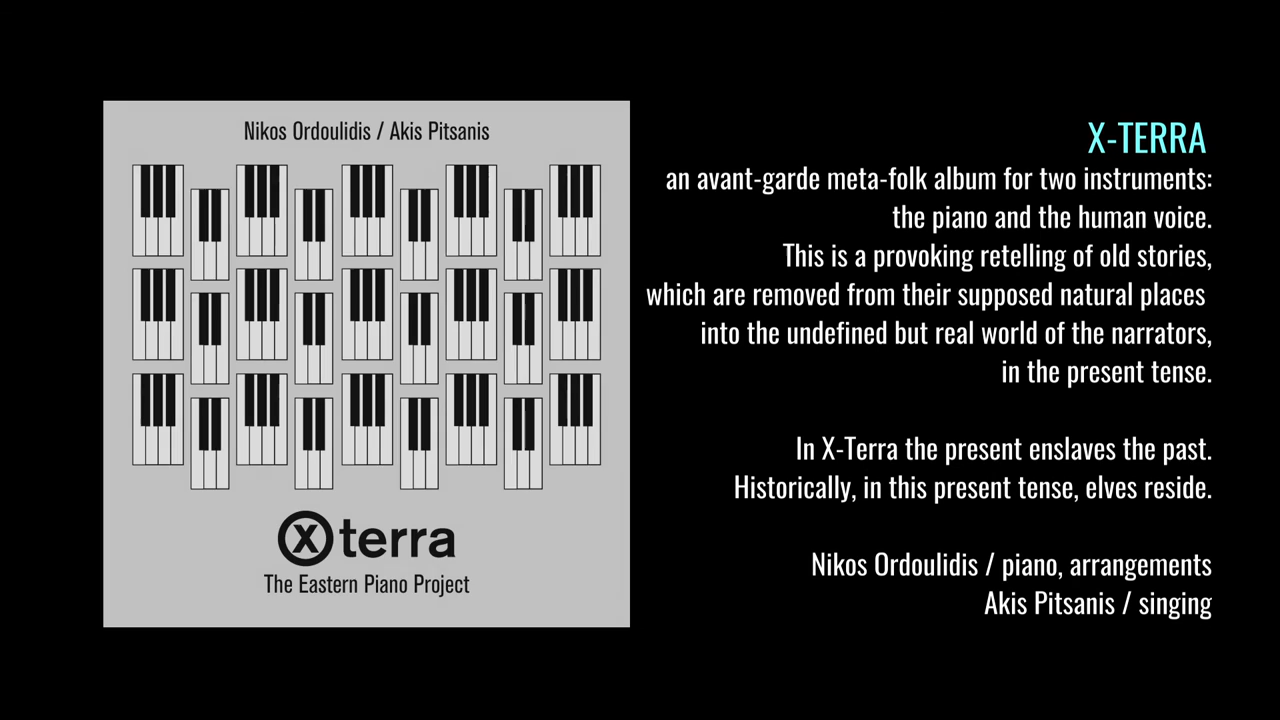 Nikos Ordoulidis / Akis Pitsanis
x terra
The Eastern Piano Project
X-TERRA
an avant-garde meta-folk album for two instruments:
the piano and the human voice.
This is a provoking retelling of old stories,
which are removed from their supposed natural places
into the undefined but real world of the narrators,
in the present tense.
In X-Terra the present enslaves the past.
Historically, in this present tense, elves reside.
Nikos Ordoulidis / piano, arrangements
Akis Pitsanis / singing